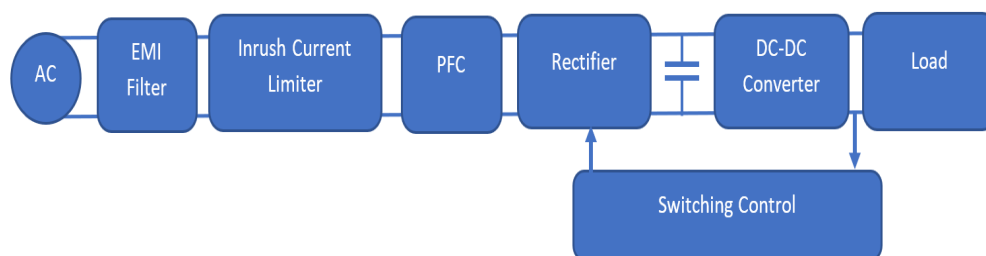 AC
EMI
Filter
Inrush Current
Limiter
PFC
Rectifier
DC-DC
Converter
Load
Switching Control